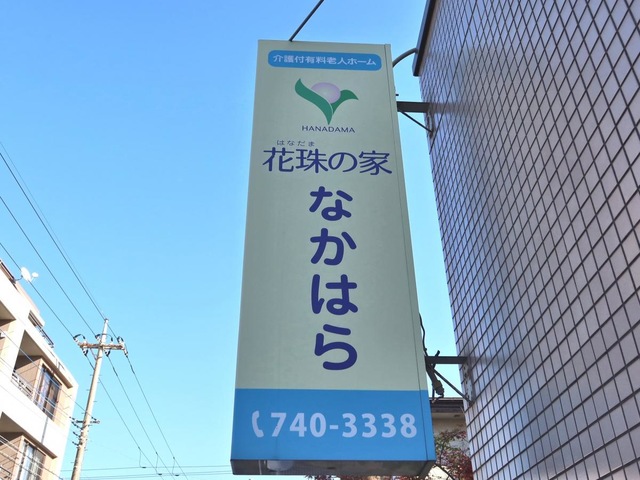 介護付有料老人ホーム
HANADAMA
はなだま
花珠の家
なかはら
740-3338